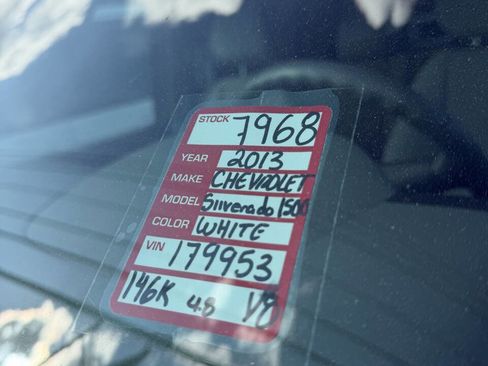 STOCK 7968
YEAR 2013
MAKE CHEVROLET
MODEL Silverado 1500
COLOR WHITE
VIN 179953
146K 4.8 V8